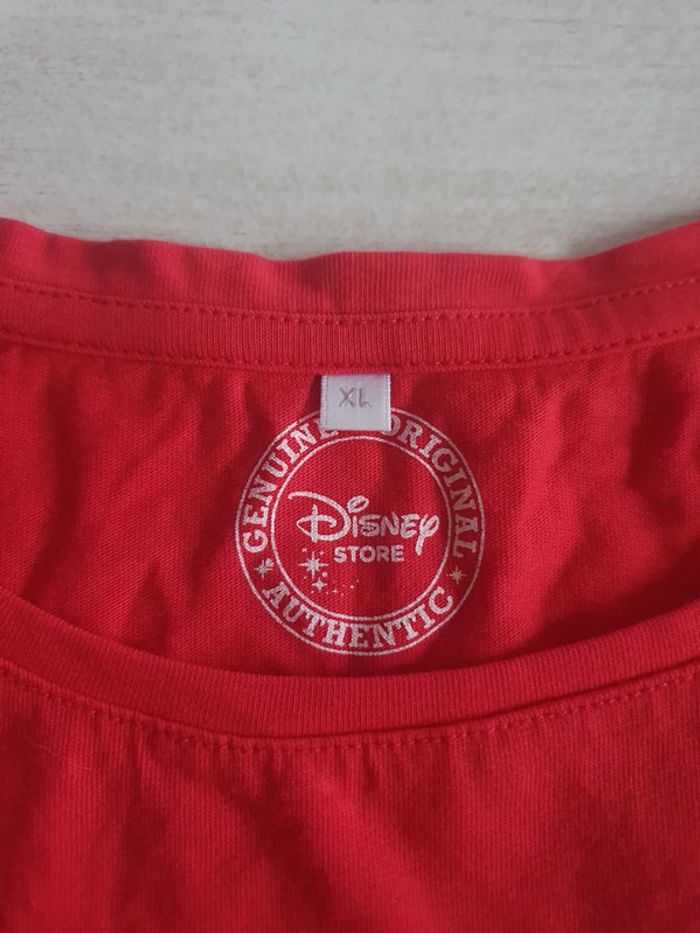 XL
GENUINE ORIGINAL
Disney
STORE
AUTHENTIC